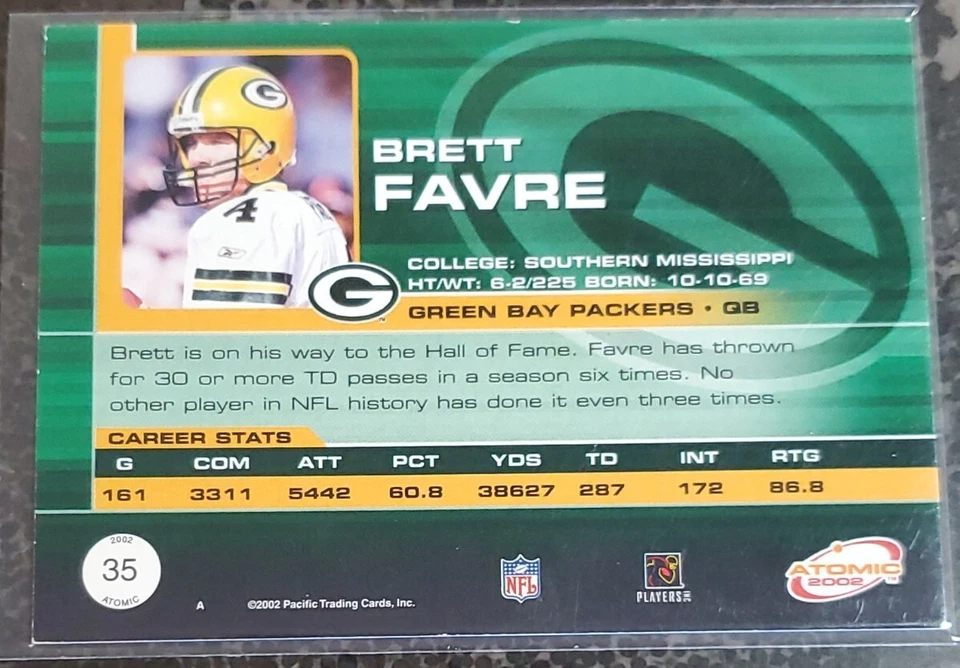 G
4
BRETT
FAVRE
COLLEGE: SOUTHERN MISSISSIPPI
HT/WT: 6-2/225 BORN: 10-10-69
G
GREEN BAY PACKERS • QB
Brett is on his way to the Hall of Fame. Favre has thrown
for 30 or more TD passes in a season six times. No
other player in NFL history has done it even three times.
CAREER STATS
G COM ATT PCT YDS TD INT RTG
161 3311 5442 60.8 38627 287 172 86.8
2002
35
ATOMIC
A
©2002 Pacific Trading Cards, Inc.
NFL
PLAYERS INC
ATOMIC
2002 TM